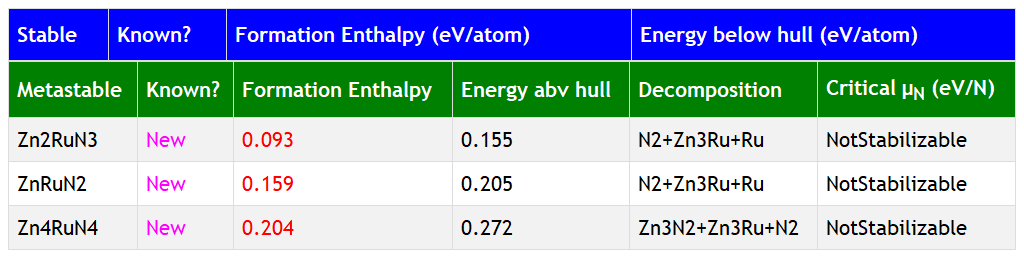 Stable Known? Formation Enthalpy (eV/atom) Energy below hull (eV/atom)
Metastable Known? Formation Enthalpy Energy abv hull Decomposition Critical μN (eV/N)
Zn2RuN3 New 0.093 0.155 N2+Zn3Ru+Ru NotStabilizable
ZnRuN2 New 0.159 0.205 N2+Zn3Ru+Ru NotStabilizable
Zn4RuN4 New 0.204 0.272 Zn3N2+Zn3Ru+N2 NotStabilizable